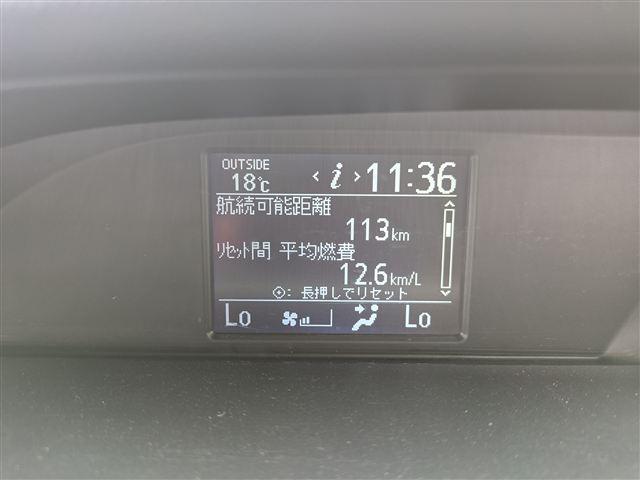 OUTSIDE
18℃
‹ i › 11:36
航続可能距離
113km
リセット間 平均燃費
12.6km/L
: 長押しでリセット
Lo Lo